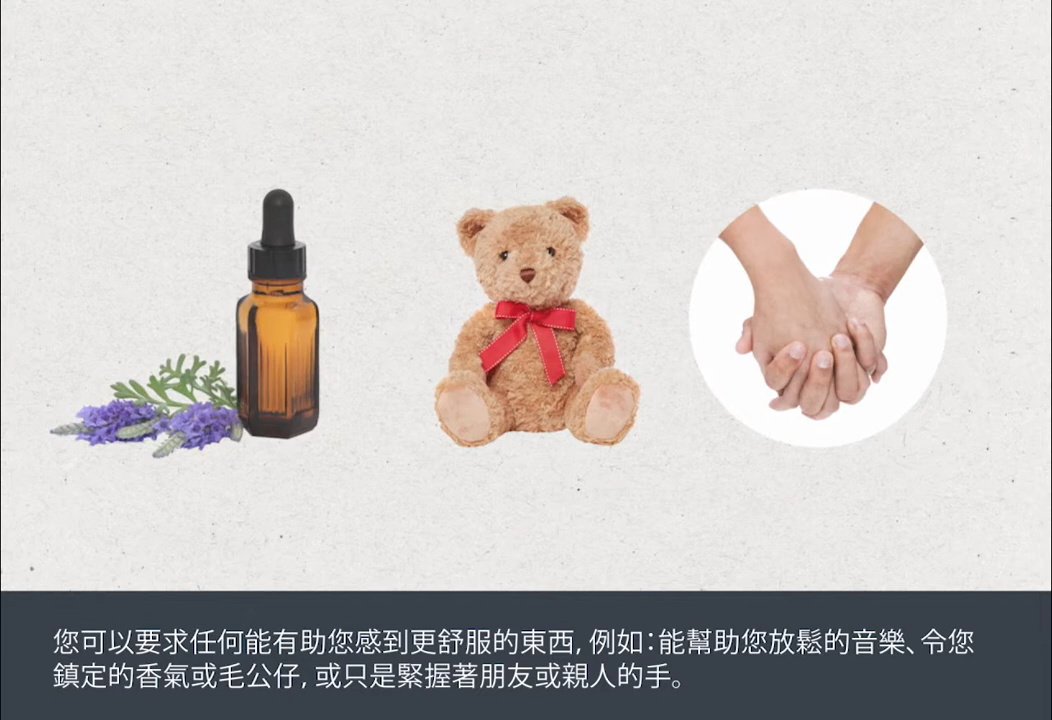 您可以要求任何能有助您感到更舒服的東西, 例如:能幫助您放鬆的音樂、令您
鎮定的香氣或毛公仔, 或只是緊握著朋友或親人的手。